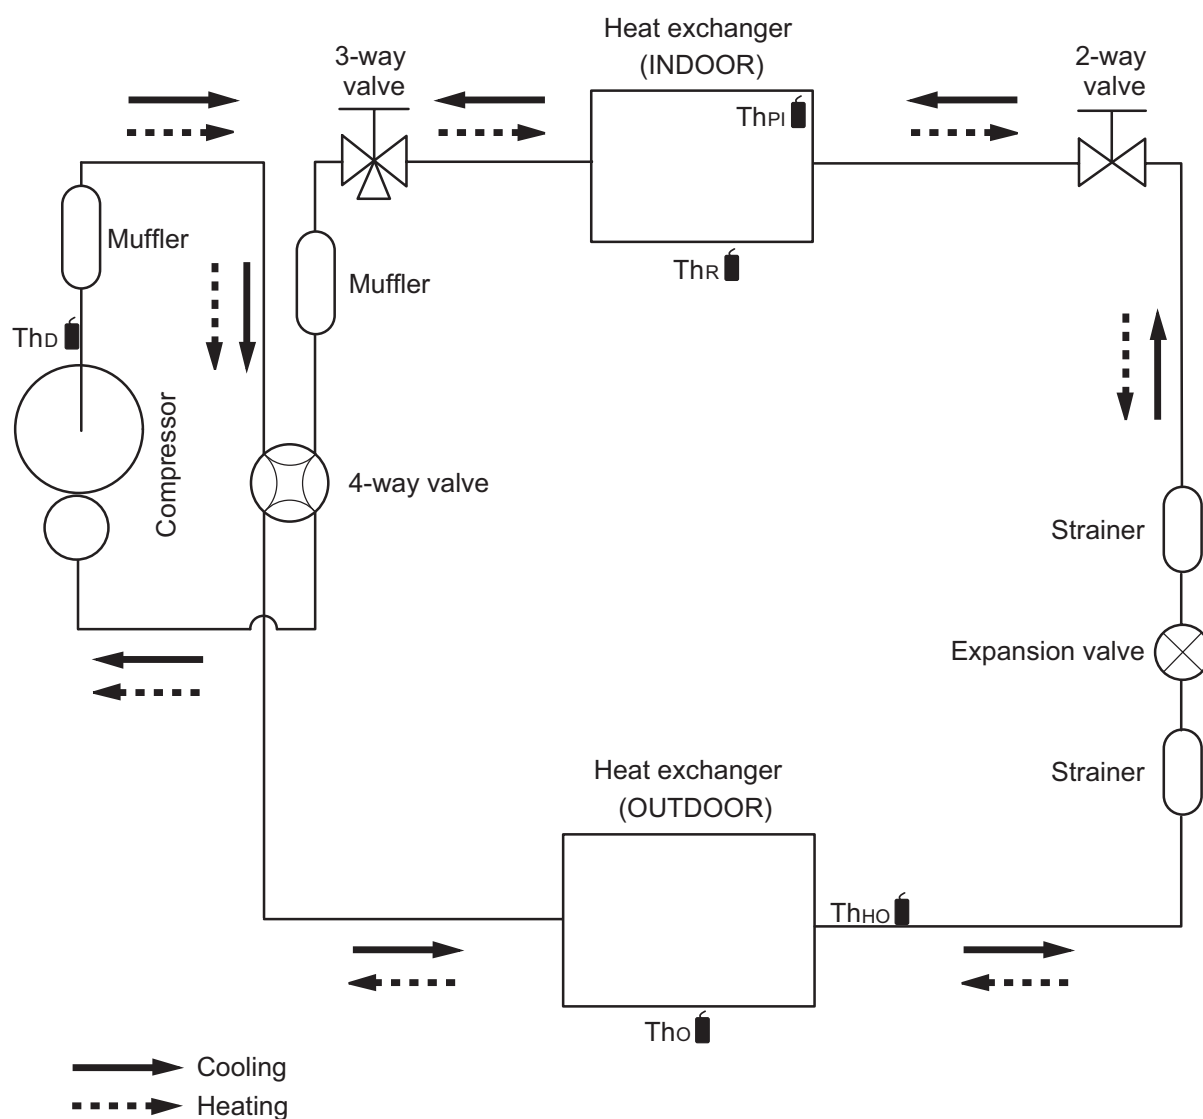 Heat exchanger
(INDOOR)
3-way
valve
2-way
valve
ThPI
Muffler
ThR
Muffler
ThD
Compressor
4-way valve
Strainer
Expansion valve
Heat exchanger
(OUTDOOR)
Strainer
ThHO
ThO
Cooling
Heating